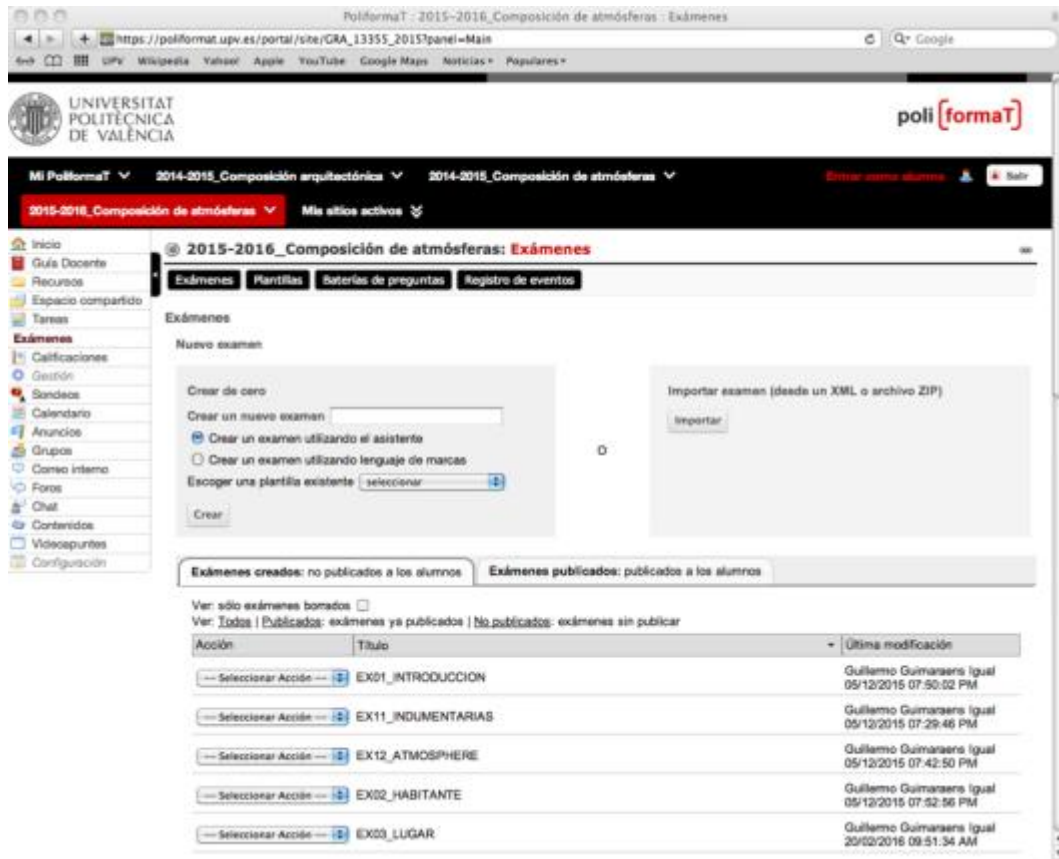 PoliformaT : 2015-2016_Composición de atmósferas : Exámenes
https://poliformat.upv.es/portal/site/GRA_13355_2015?panel=Main
Google
UPV Wikipedia Yahoo! Apple YouTube Google Maps Noticias Populares
UNIVERSITAT
POLITÈCNICA
DE VALÈNCIA
poli [formaT]
Mi PoliformaT 2014-2015_Composición arquitectónica 2014-2015_Composición de atmósferas Entrar como alumno Salir
2015-2016_Composición de atmósferas Mis sitios activos
Inicio
Guía Docente
Recursos
Espacio compartido
Tareas
Exámenes
Calificaciones
Gestión
Sondeos
Calendario
Anuncios
Grupos
Correo interno
Foros
Chat
Contenidos
Videoapuntes
Configuración
2015-2016_Composición de atmósferas: Exámenes
Exámenes Plantillas Baterías de preguntas Registro de eventos
Exámenes
Nuevo examen
Crear de cero
Crear un nuevo examen
Crear un examen utilizando el asistente
Crear un examen utilizando lenguaje de marcas
Escoger una plantilla existente seleccionar
Crear
O
Importar examen (desde un XML o archivo ZIP)
Importar
Exámenes creados: no publicados a los alumnos Exámenes publicados: publicados a los alumnos
Ver: sólo exámenes borrados
Ver: Todos | Publicados: exámenes ya publicados | No publicados: exámenes sin publicar
Acción Título Última modificación
-- Seleccionar Acción -- EX01_INTRODUCCION Guillermo Guimaraens Igual
05/12/2015 07:50:02 PM
-- Seleccionar Acción -- EX11_INDUMENTARIAS Guillermo Guimaraens Igual
05/12/2015 07:29:46 PM
-- Seleccionar Acción -- EX12_ATMOSPHERE Guillermo Guimaraens Igual
05/12/2015 07:42:50 PM
-- Seleccionar Acción -- EX02_HABITANTE Guillermo Guimaraens Igual
05/12/2015 07:52:56 PM
-- Seleccionar Acción -- EX03_LUGAR Guillermo Guimaraens Igual
20/02/2016 09:51:34 AM